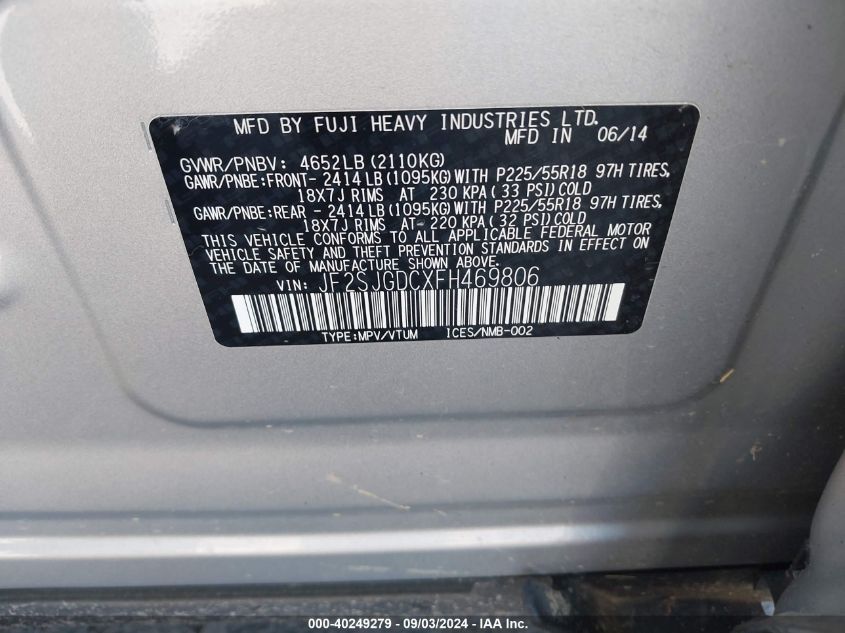 MFD BY FUJI HEAVY INDUSTRIES LTD.
MFD IN 06/14
GVWR/PNBV: 4652LB (2110KG)
GAWR/PNBE:FRONT- 2414 LB (1095KG) WITH P225/55R18 97H TIRES,
18X7J RIMS AT 230 KPA ( 33 PSI) COLD
GAWR/PNBE:REAR - 2414 LB (1095KG) WITH P225/55R18 97H TIRES,
18X7J RIMS AT 220 KPA ( 32 PSI) COLD
THIS VEHICLE CONFORMS TO ALL APPLICABLE FEDERAL MOTOR
VEHICLE SAFETY AND THEFT PREVENTION STANDARDS IN EFFECT ON
THE DATE OF MANUFACTURE SHOWN ABOVE.
VIN: JF2SJGDCXFH469806
TYPE:MPV/VTUM ICES/NMB-002
000-40249279 - 09/03/2024 - IAA Inc.